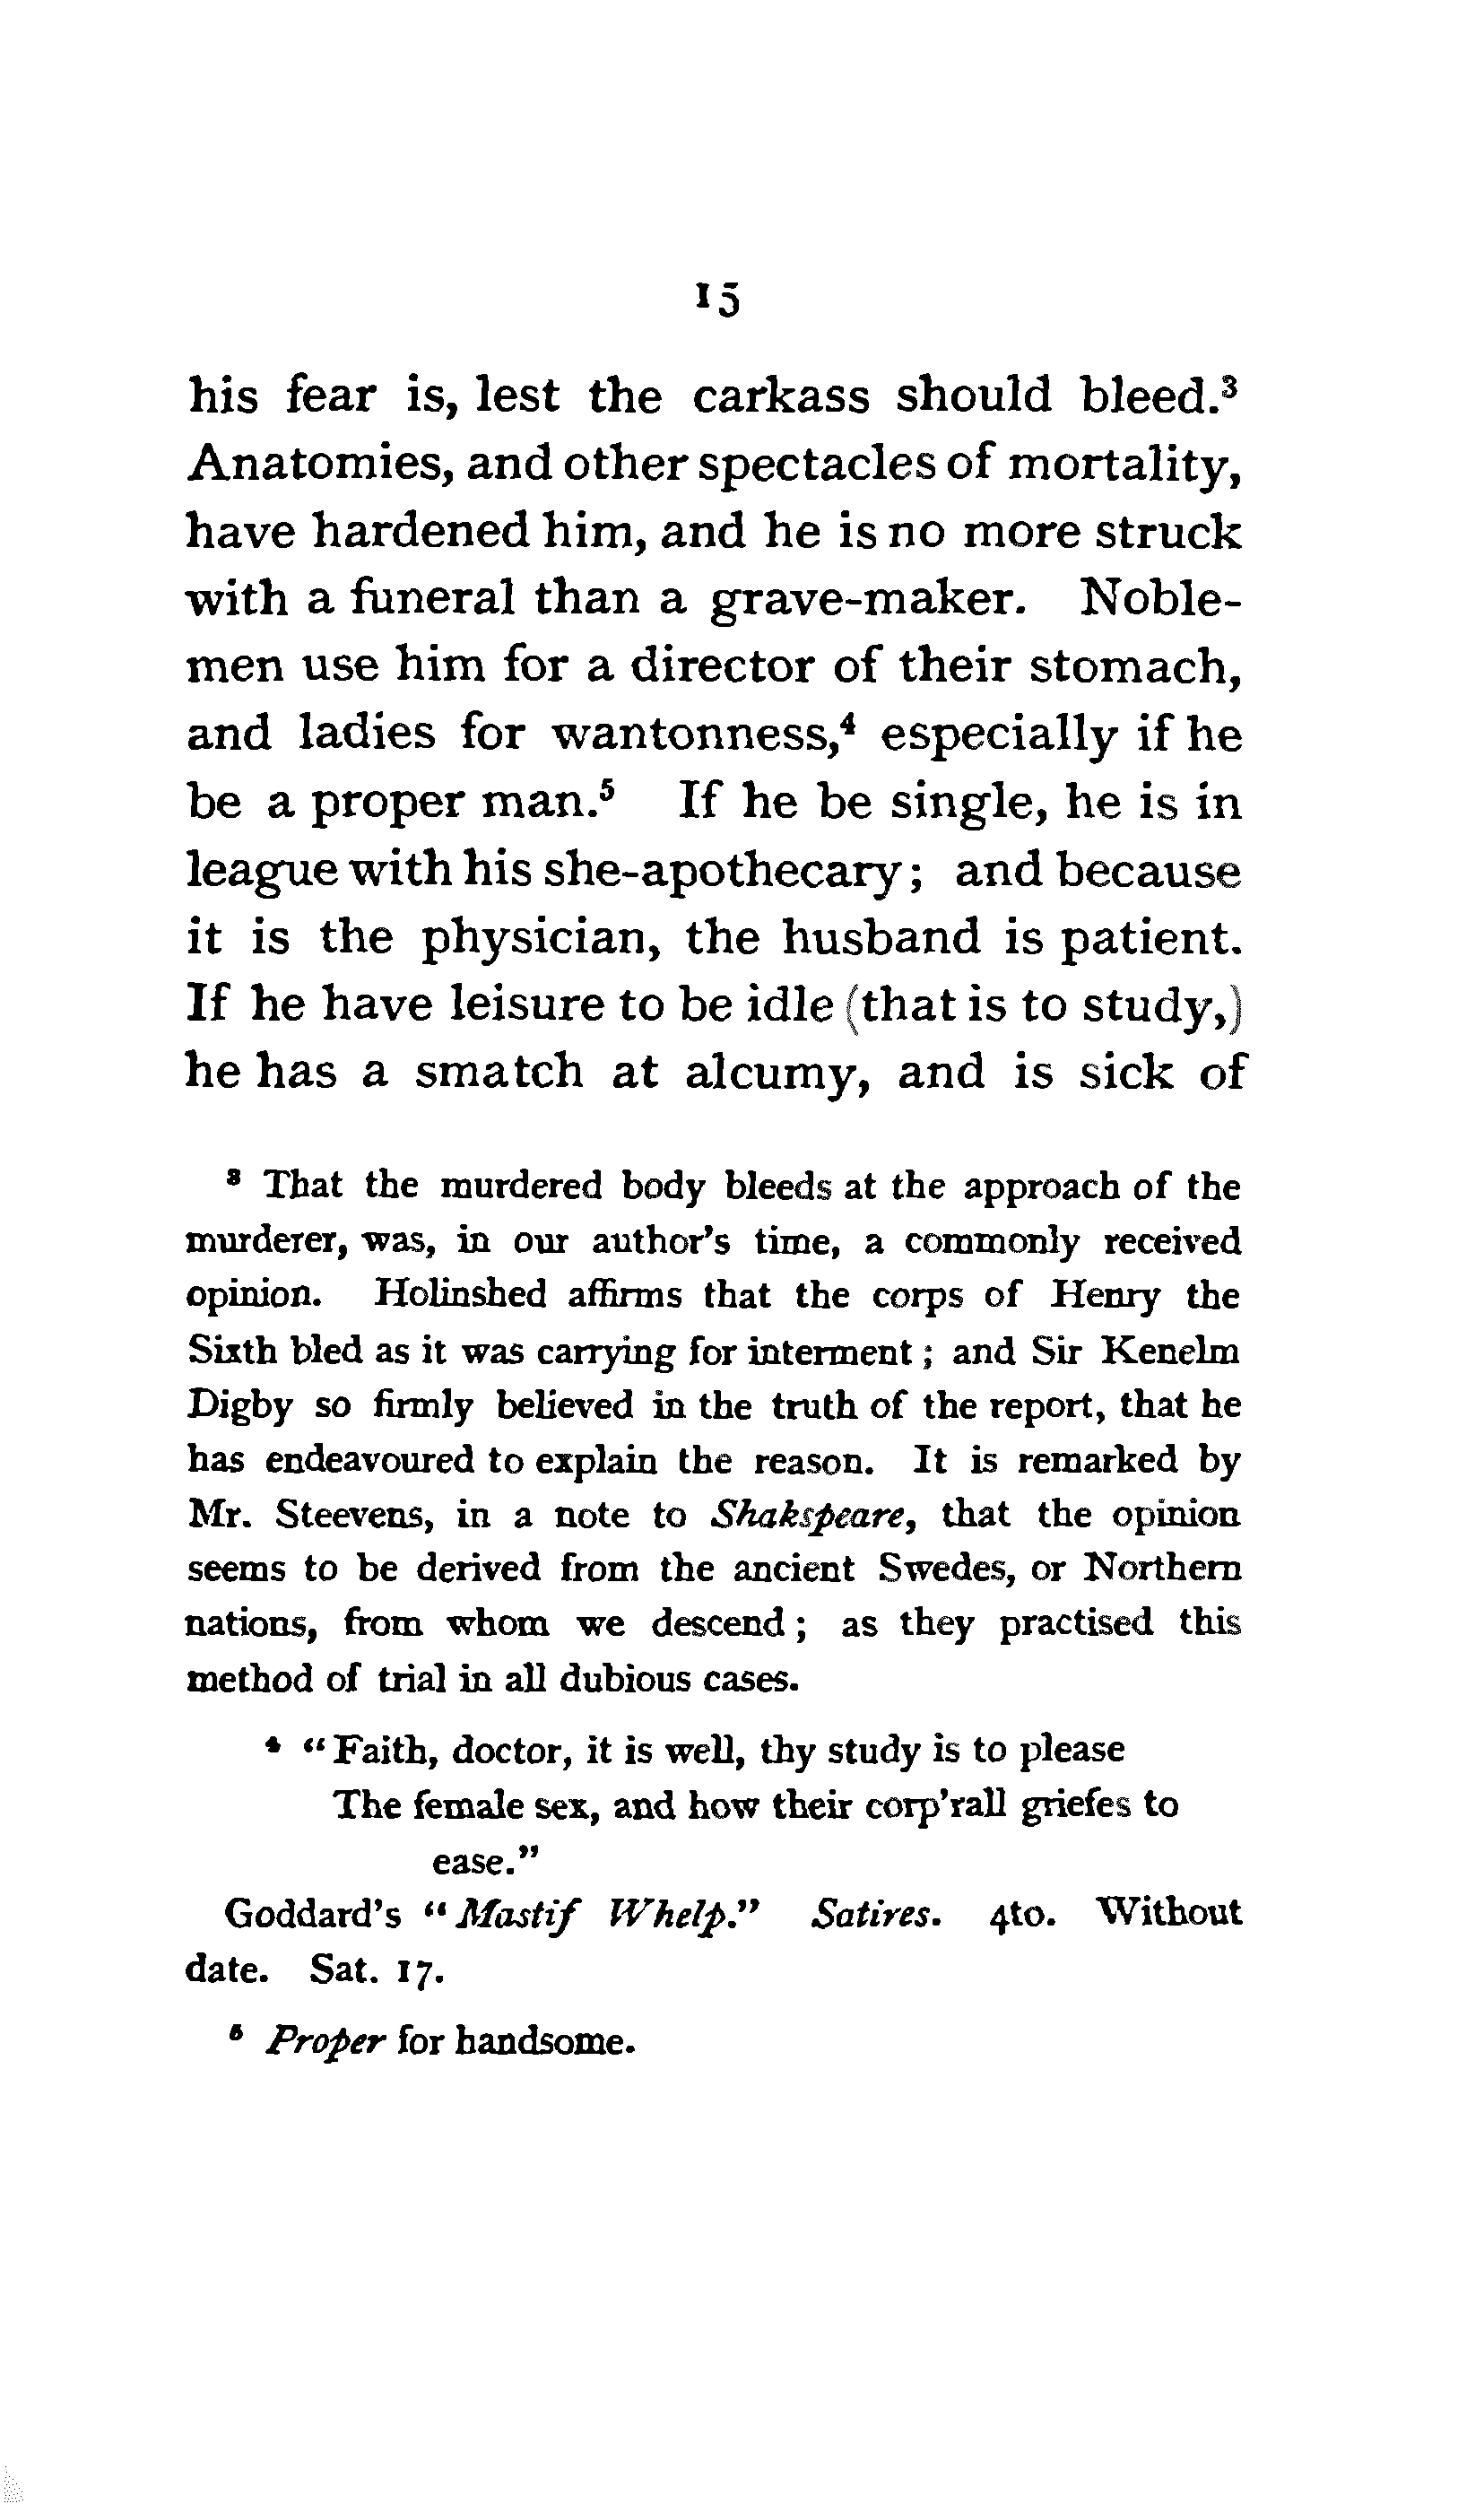 15
his fear is, lest the carkass should bleed.³
Anatomies, and other spectacles of mortality,
have hardened him, and he is no more struck
with a funeral than a grave-maker. Noble-
men use him for a director of their stomach,
and ladies for wantonness,⁴ especially if he
be a proper man.⁵ If he be single, he is in
league with his she-apothecary; and because
it is the physician, the husband is patient.
If he have leisure to be idle (that is to study,)
he has a smatch at alcumy, and is sick of
³ That the murdered body bleeds at the approach of the
murderer, was, in our author's time, a commonly received
opinion. Holinshed affirms that the corps of Henry the
Sixth bled as it was carrying for interment; and Sir Kenelm
Digby so firmly believed in the truth of the report, that he
has endeavoured to explain the reason. It is remarked by
Mr. Steevens, in a note to Shakspeare, that the opinion
seems to be derived from the ancient Swedes, or Northern
nations, from whom we descend; as they practised this
method of trial in all dubious cases.
⁴ "Faith, doctor, it is well, thy study is to please
The female sex, and how their corp'rall griefes to
ease."
Goddard's "Mastif Whelp." Satires. 4to. Without
date. Sat. 17.
⁵ Proper for handsome.